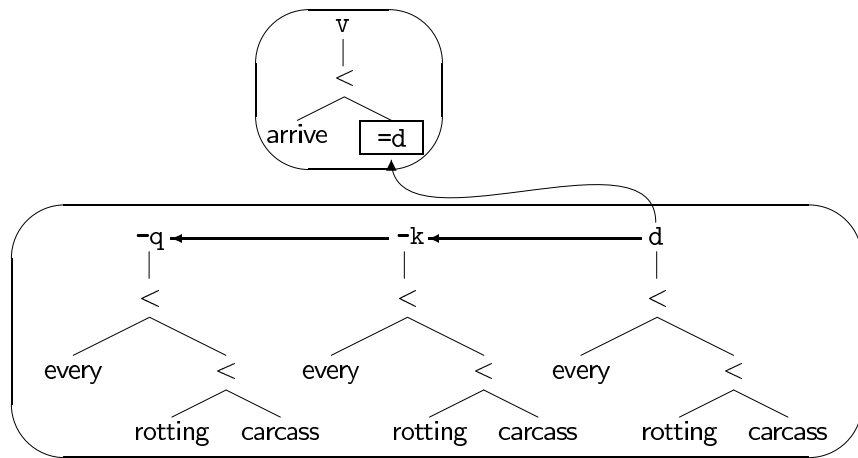 v
<
arrive =d
-q -k d
< < <
every < every < every <
rotting carcass rotting carcass rotting carcass